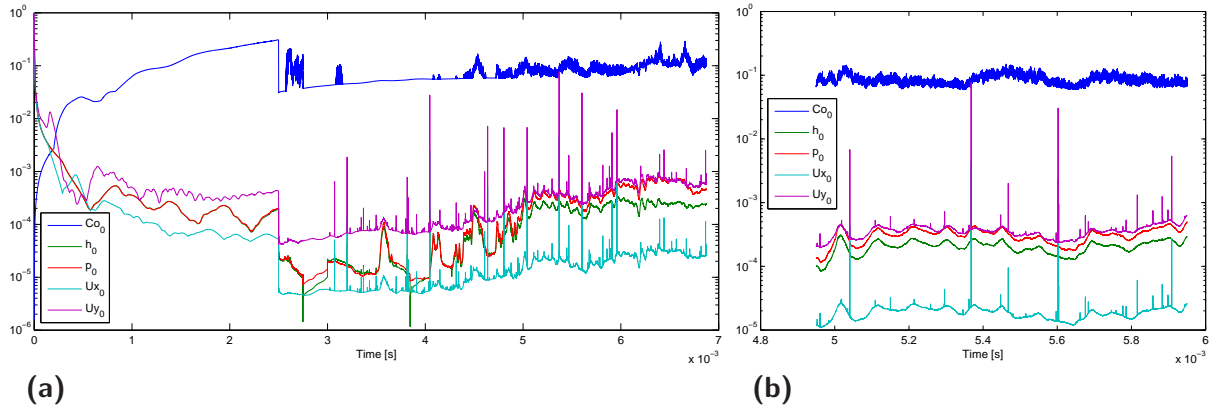 10^0
10^-1
10^-2
10^-3
10^-4
10^-5
10^-6
Co_0
h_0
p_0
Ux_0
Uy_0
0 1 2 3 4 5 6 7
Time [s]
x 10^-3
(a)
10^0
10^-1
10^-2
10^-3
10^-4
10^-5
Co_0
h_0
p_0
Ux_0
Uy_0
4.8 5 5.2 5.4 5.6 5.8 6
Time [s]
x 10^-3
(b)